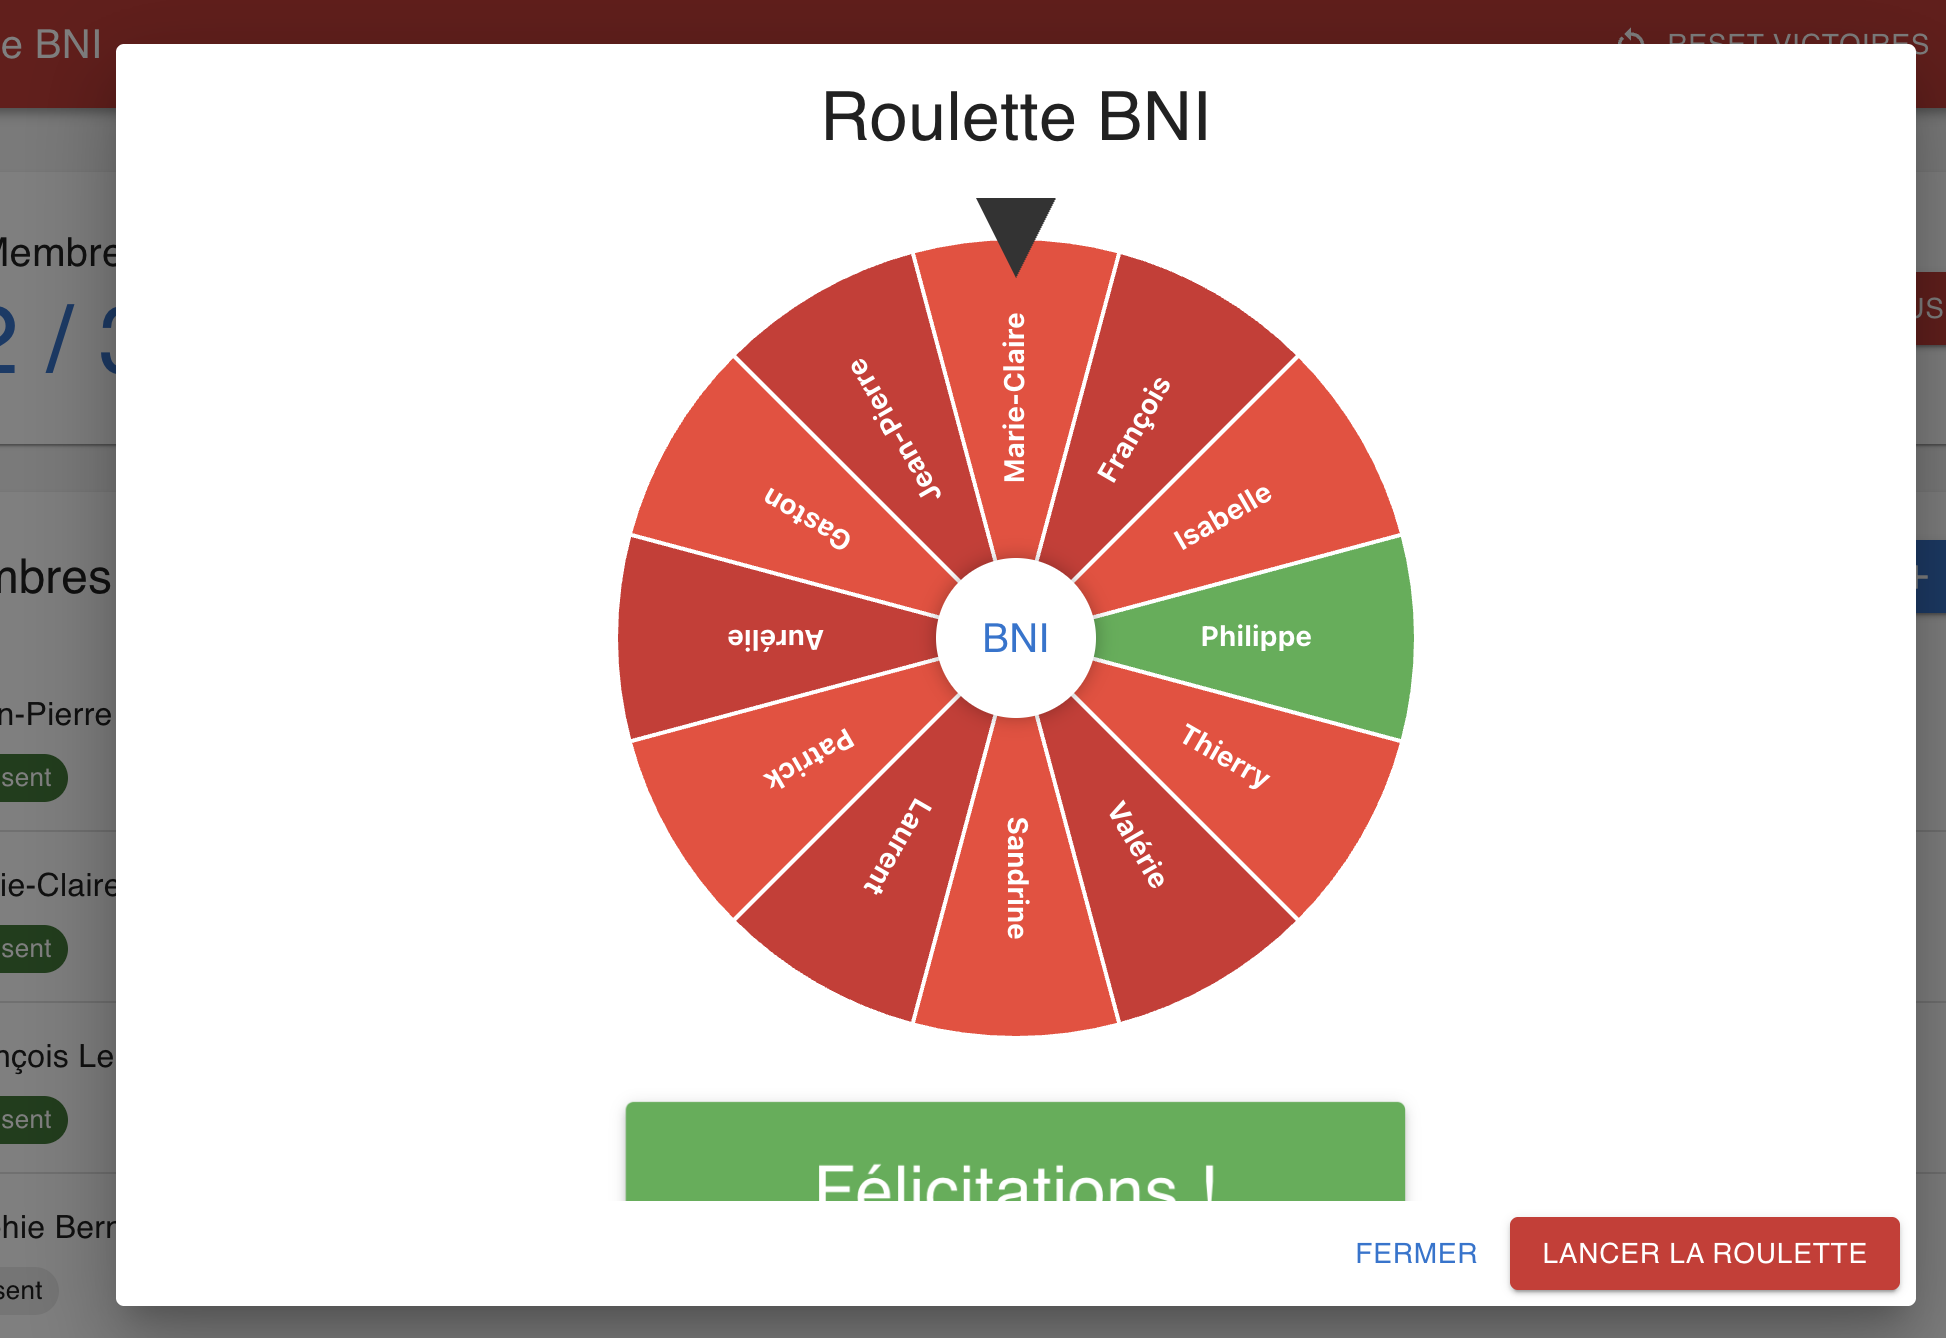 e BNI
RESET VICTOIRES
Roulette BNI
Membre
2 / 3
US
mbres
+
n-Pierre
sent
ie-Claire
sent
nçois Le
sent
hie Bern
sent
Marie-Claire
François
Isabelle
Philippe
Thierry
Valérie
Sandrine
Laurent
Patrick
Aurélie
Gaston
Jean-Pierre
BNI
Félicitations !
FERMER
LANCER LA ROULETTE